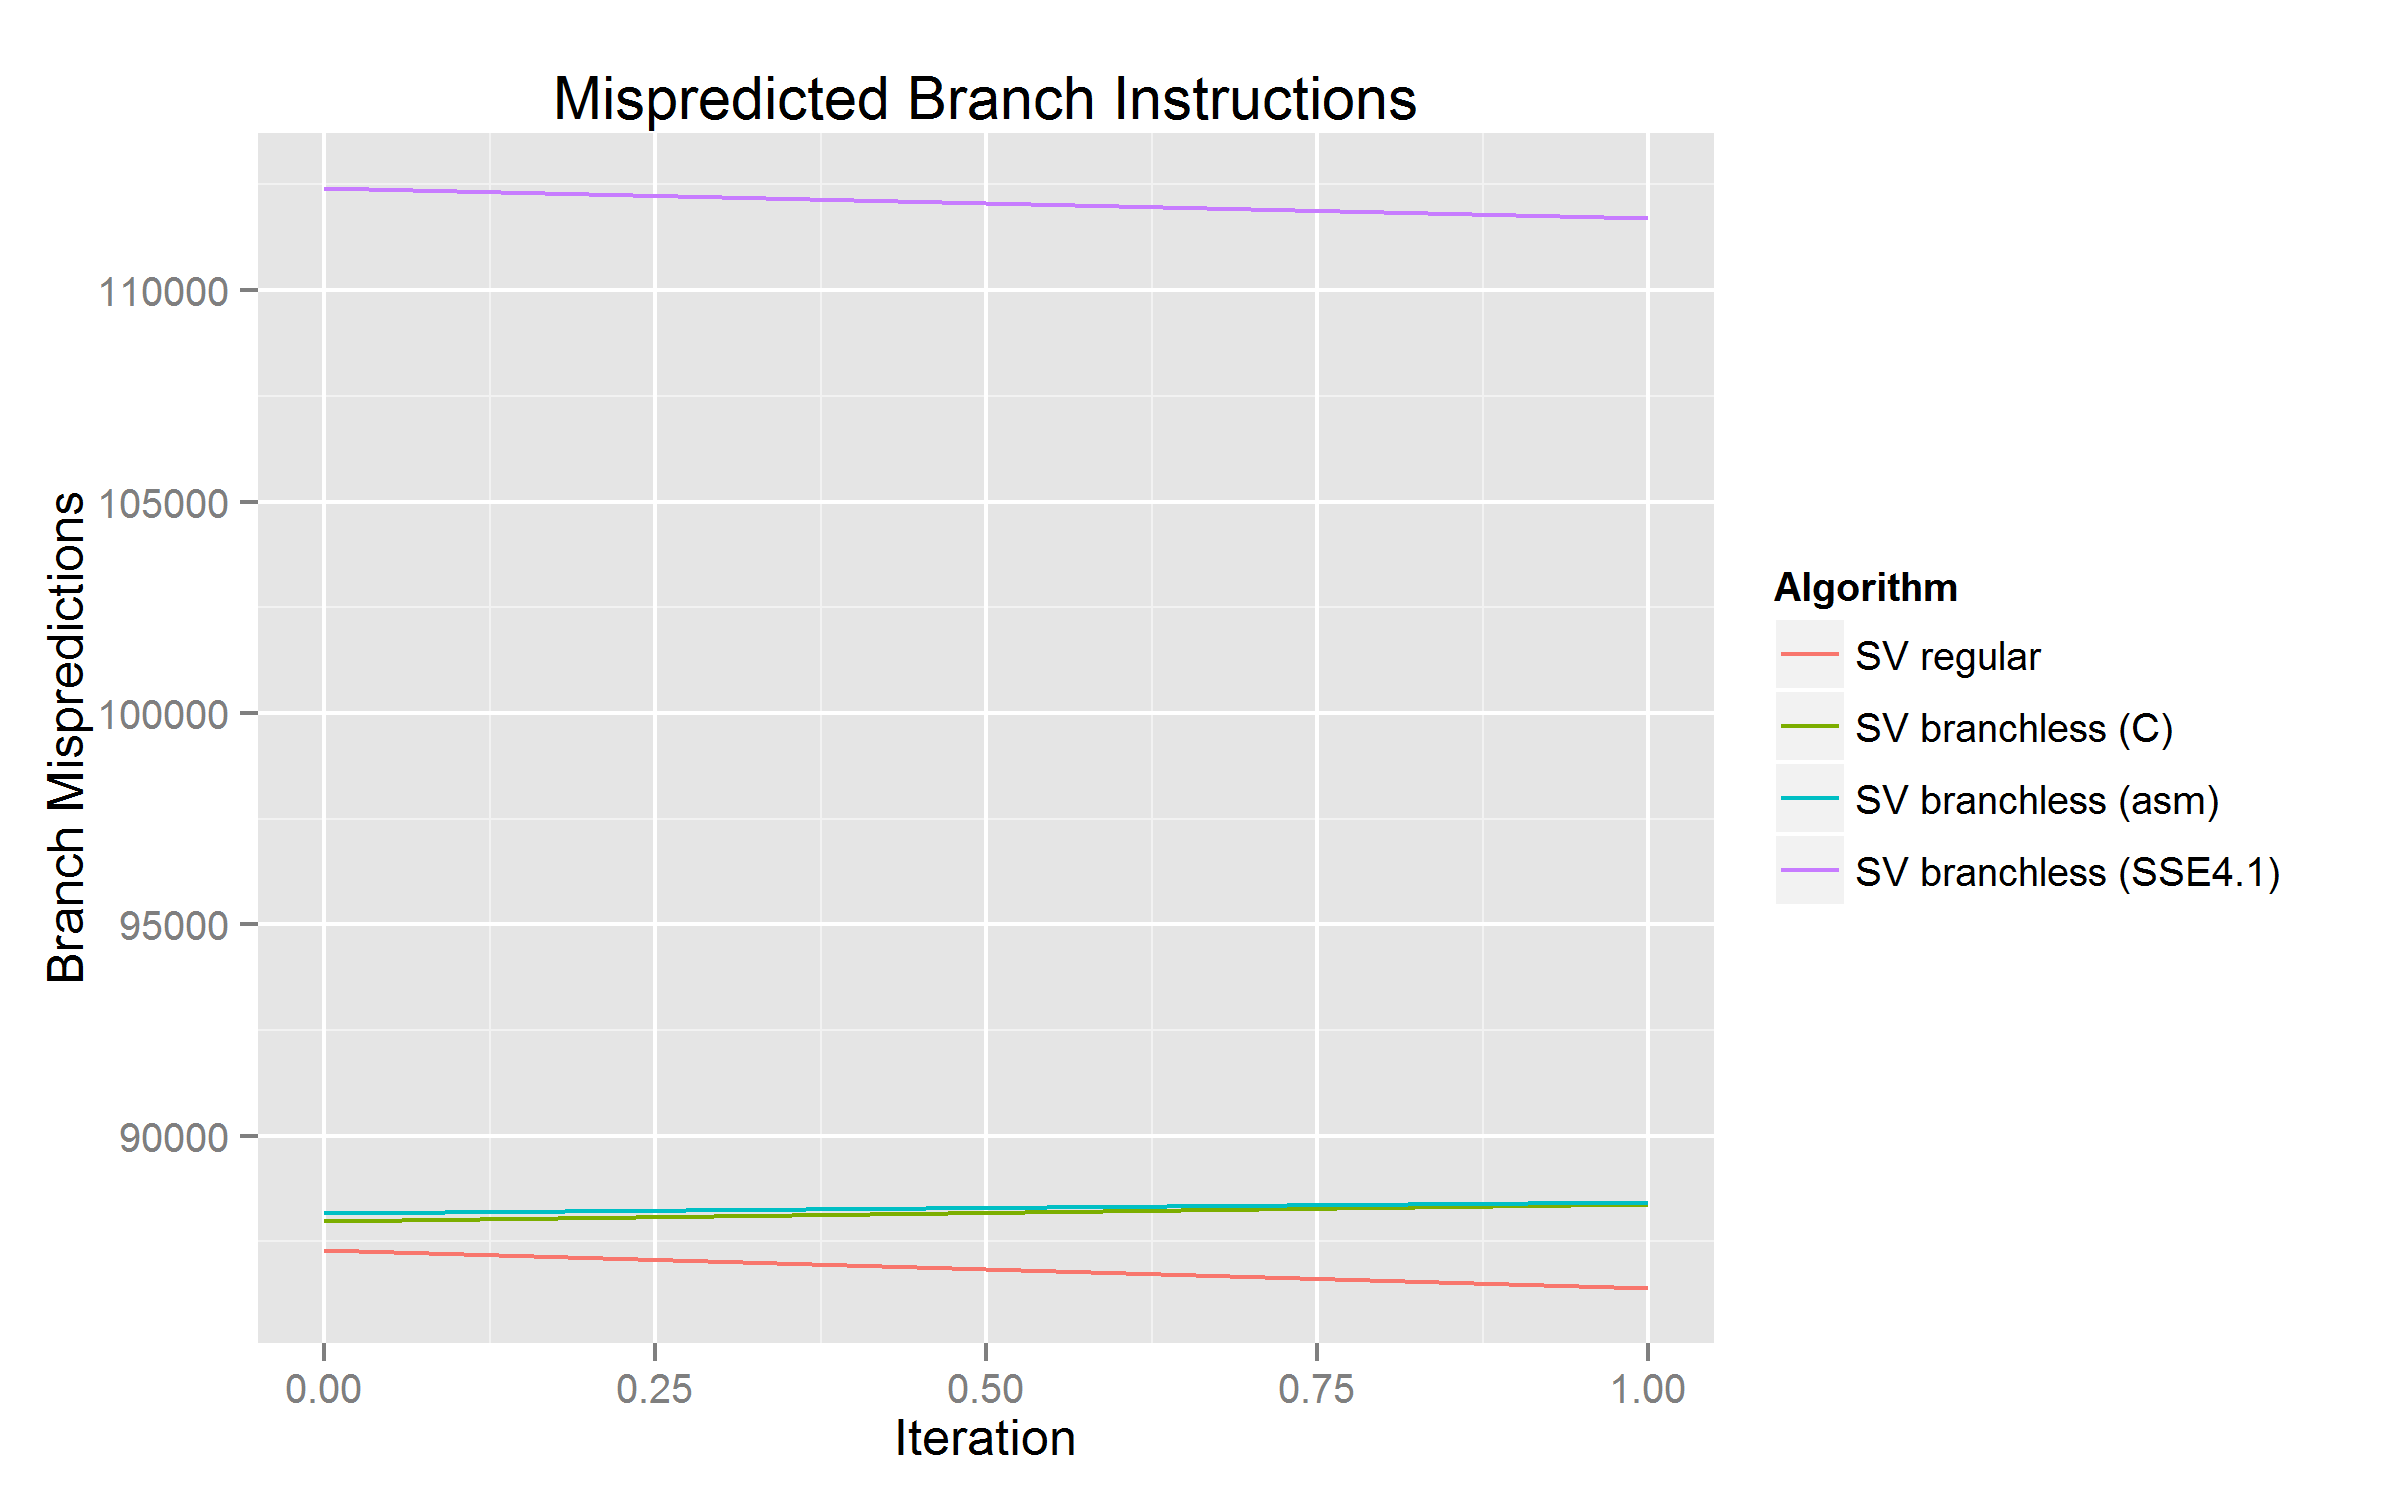 Mispredicted Branch Instructions
Branch Mispredictions
110000
105000
100000
95000
90000
0.00 0.25 0.50 0.75 1.00
Iteration
Algorithm
SV regular
SV branchless (C)
SV branchless (asm)
SV branchless (SSE4.1)